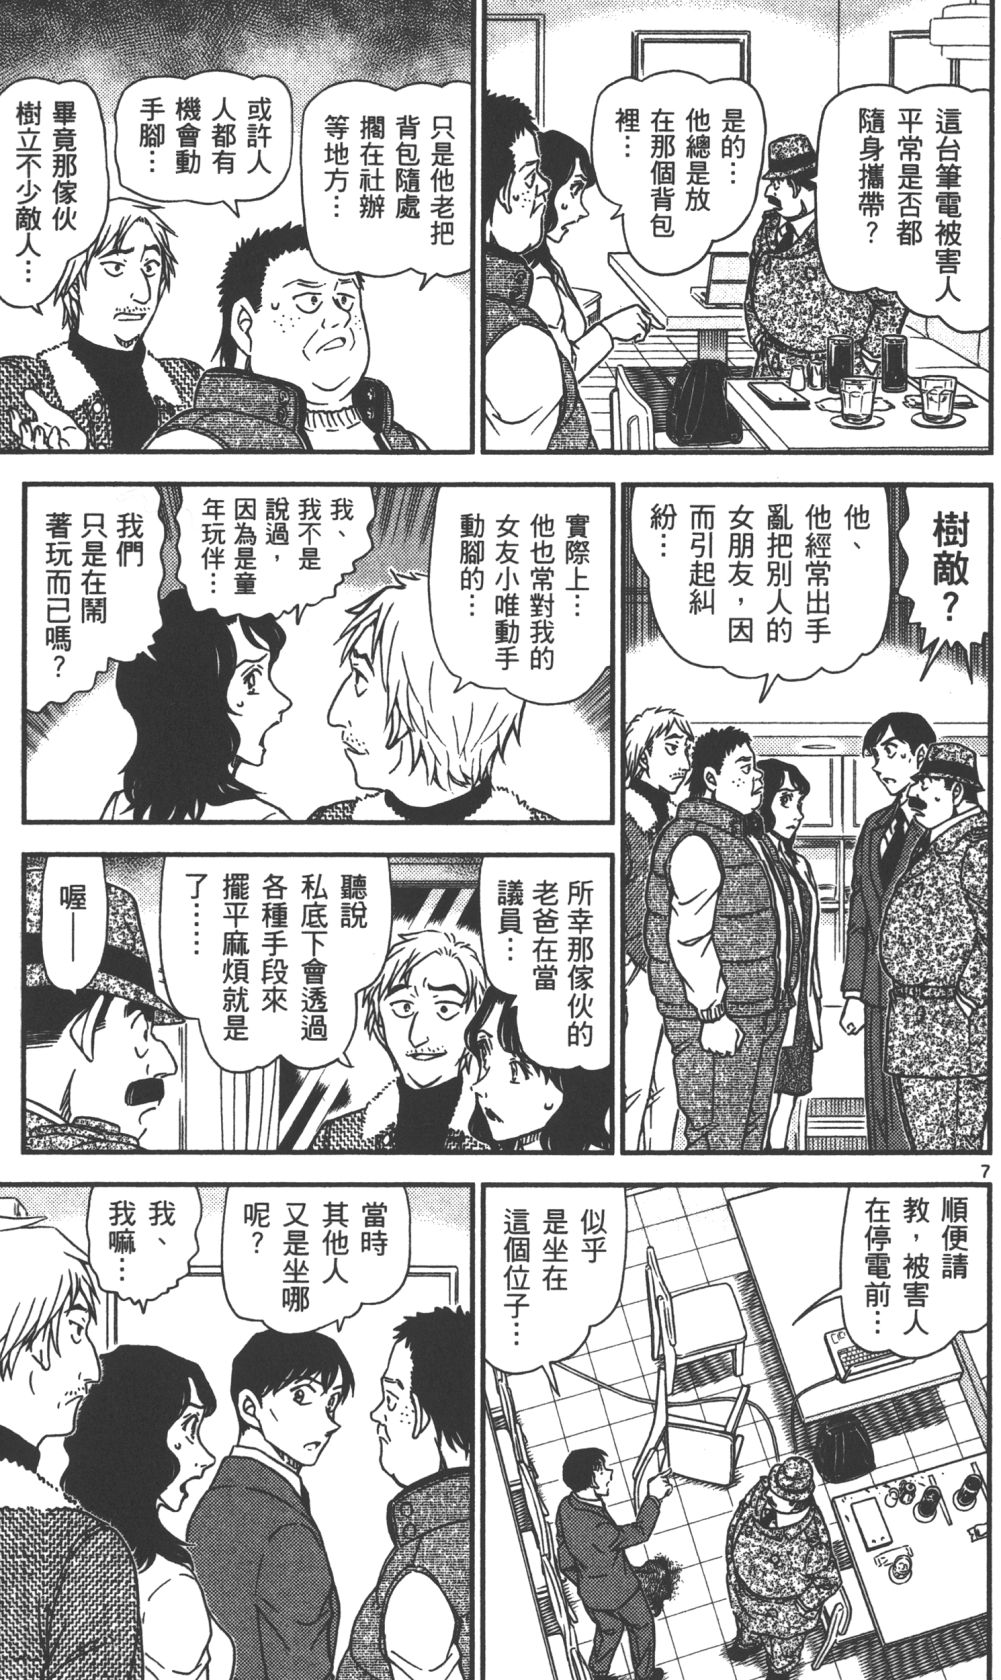 這台筆電被害人
平常是否都
隨身攜帶？
是的…
他總是放
在那個背包
裡…
只是他老把
背包隨處
擱在社辦
等地方…
或許人
人都有
機會動
手腳…
畢竟那傢伙
樹立不少敵人…
樹敵？
他、
他經常出手
亂把別人的
女朋友，因
而引起糾
紛…
實際上…
他也常對我的
女友小唯動手
動腳的…
我、
我不是
說過，
因為是童
年玩伴…
我們
只是在鬧
著玩而已嗎？
所幸那傢伙的
老爸在當
議員…
聽說
私底下會透過
各種手段來
擺平麻煩就是
了……
喔——
7
順便請
教，被害人
在停電前…
似乎
是坐在
這個位子…
當時
其他人
又是坐哪
呢？
我、
我嘛…